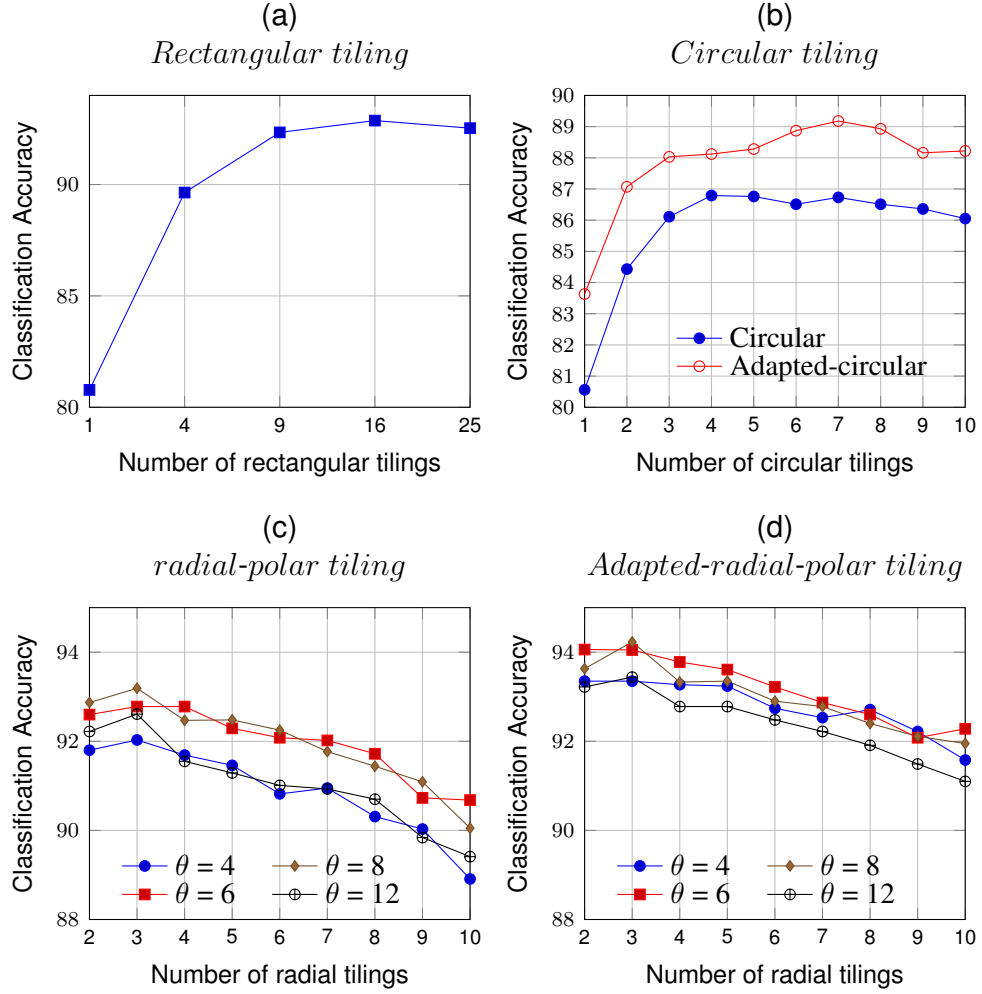 (a)
Rectangular tiling
Classification Accuracy
90
85
80
1 4 9 16 25
Number of rectangular tilings
(b)
Circular tiling
Classification Accuracy
90
89
88
87
86
85
84
83
82
81
80
Circular
Adapted-circular
1 2 3 4 5 6 7 8 9 10
Number of circular tilings
(c)
radial-polar tiling
Classification Accuracy
94
92
90
88
θ = 4 θ = 8
θ = 6 θ = 12
2 3 4 5 6 7 8 9 10
Number of radial tilings
(d)
Adapted-radial-polar tiling
Classification Accuracy
94
92
90
88
θ = 4 θ = 8
θ = 6 θ = 12
2 3 4 5 6 7 8 9 10
Number of radial tilings